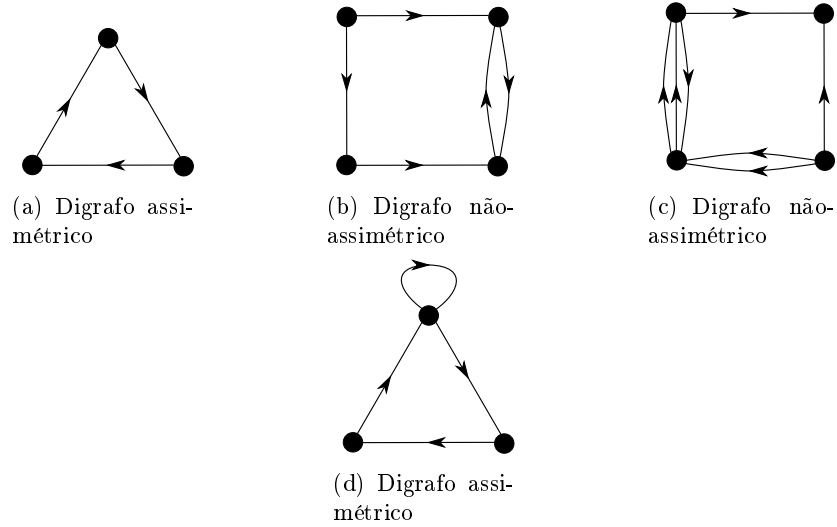 (a) Digrafo assi-
métrico
(b) Digrafo não-
assimétrico
(c) Digrafo não-
assimétrico
(d) Digrafo assi-
métrico